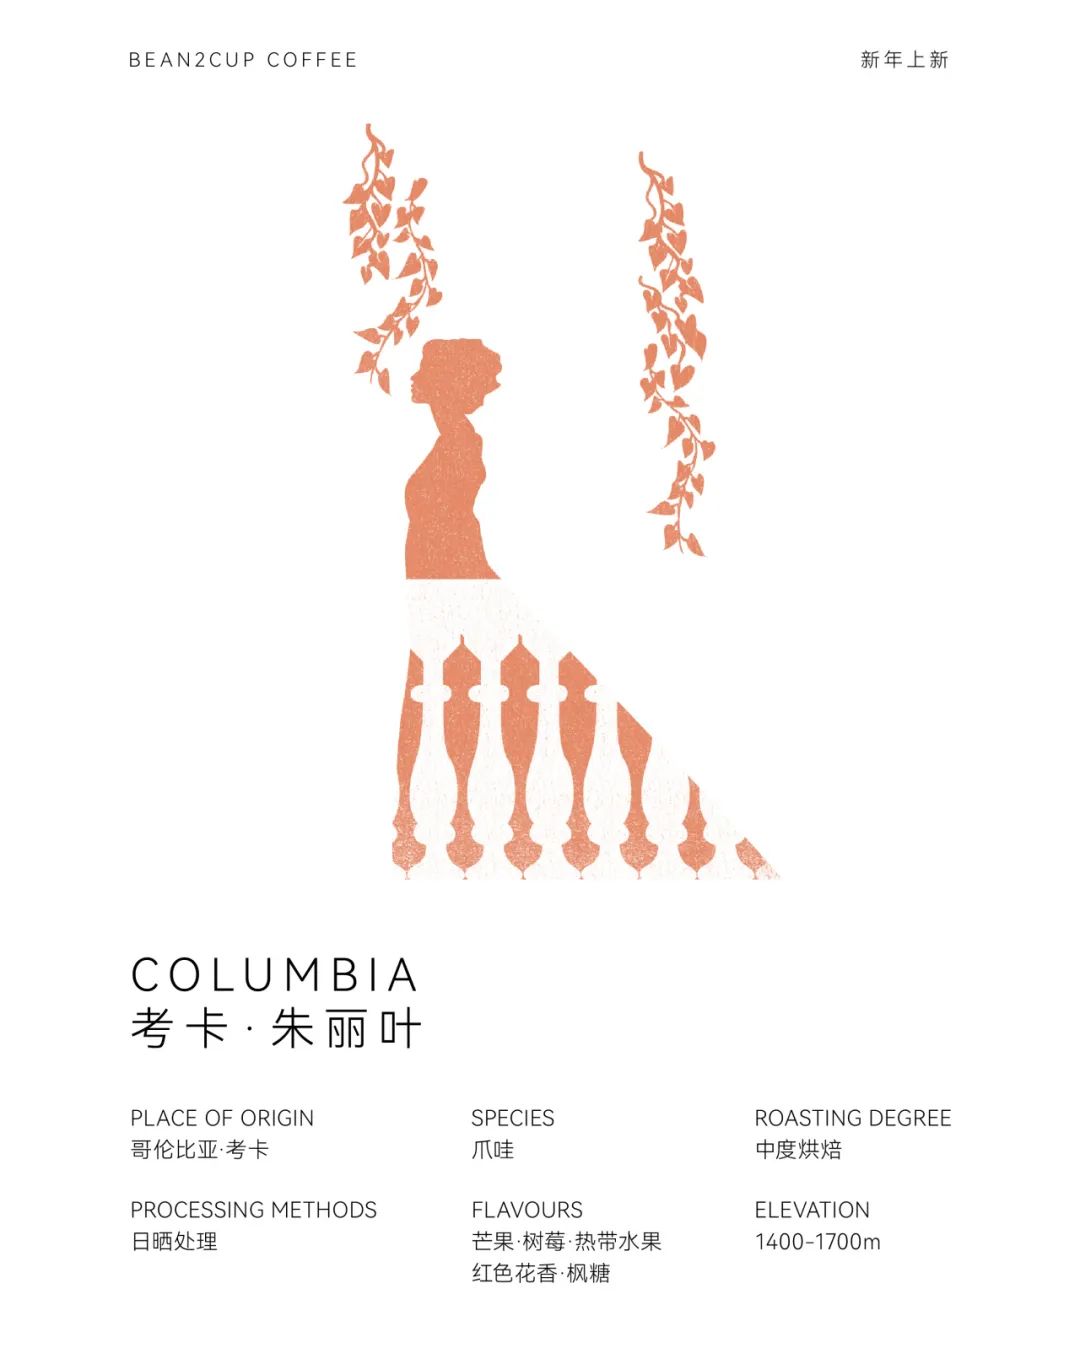 BEAN2CUP COFFEE
新年上新
COLUMBIA
考卡·朱丽叶
PLACE OF ORIGIN
哥伦比亚·考卡
SPECIES
爪哇
ROASTING DEGREE
中度烘焙
PROCESSING METHODS
日晒处理
FLAVOURS
芒果·树莓·热带水果
红色花香·枫糖
ELEVATION
1400-1700m